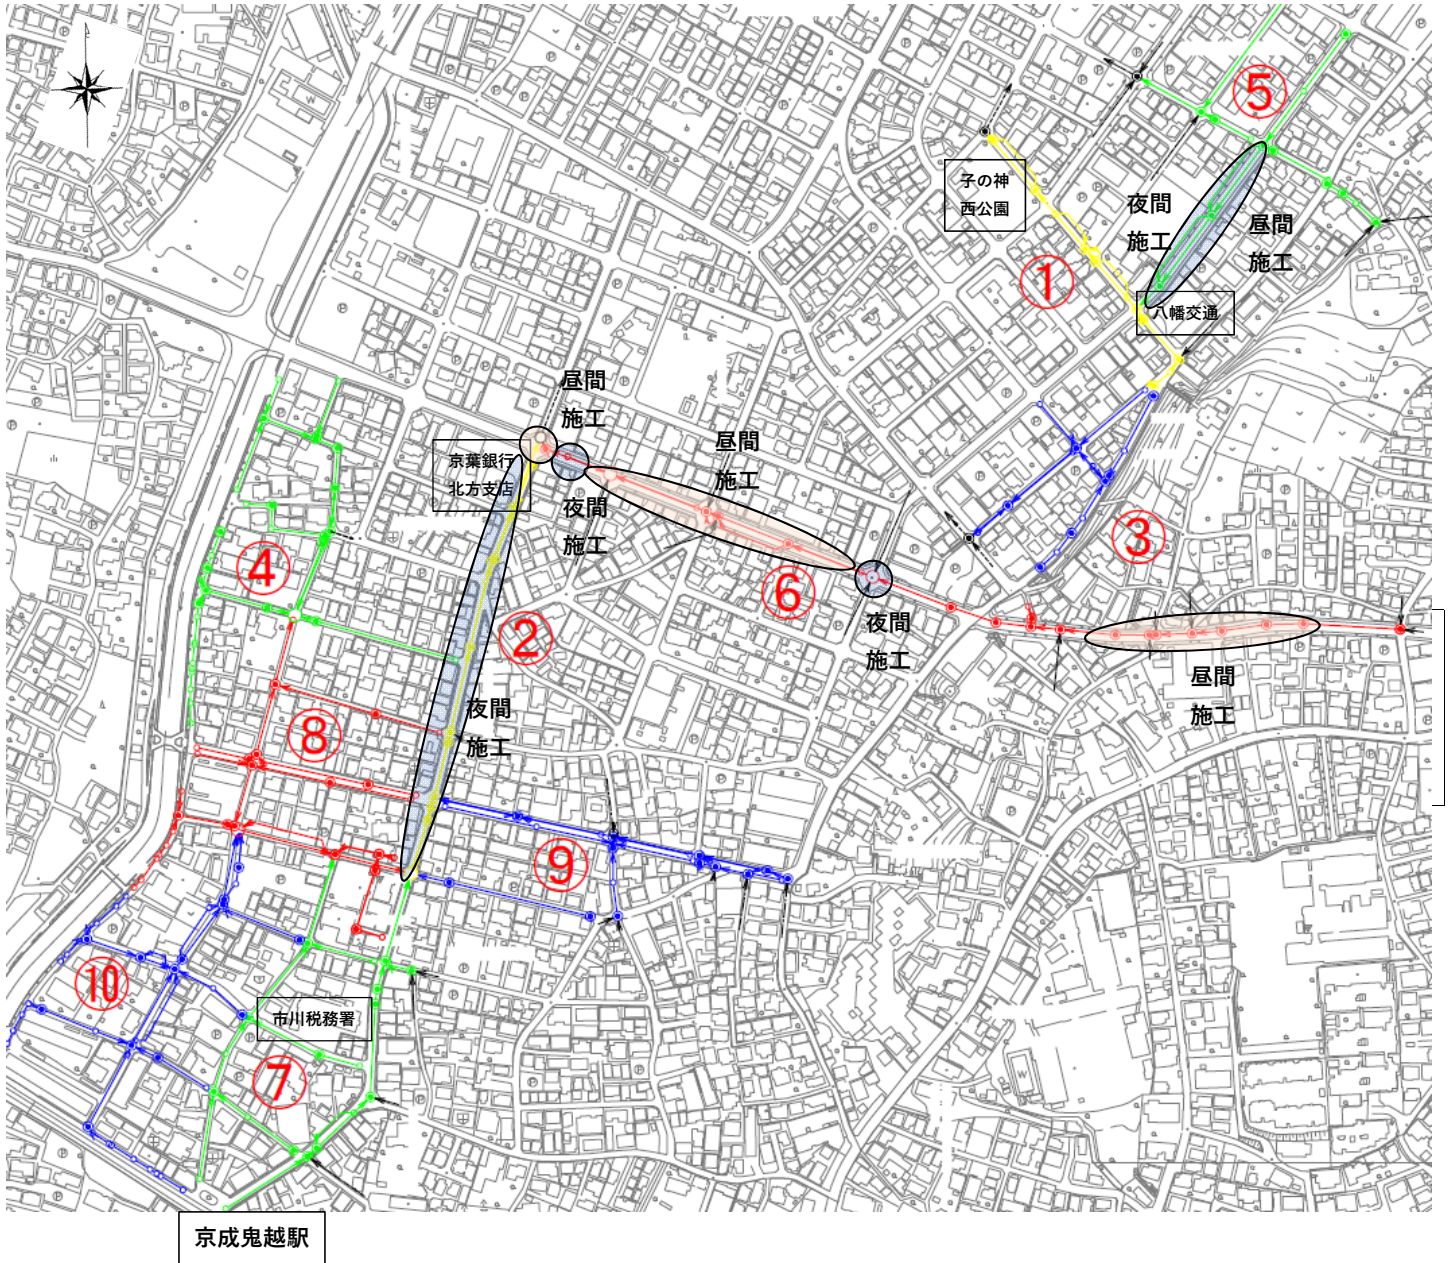 ⑤
子の神
西公園
夜間
施工
昼間
施工
①
八幡交通
昼間
施工
京葉銀行
北方支店
昼間
施工
夜間
施工
③
④
⑥
②
夜間
施工
昼間
施工
夜間
施工
⑧
⑨
⑩
市川税務署
⑦
京成鬼越駅